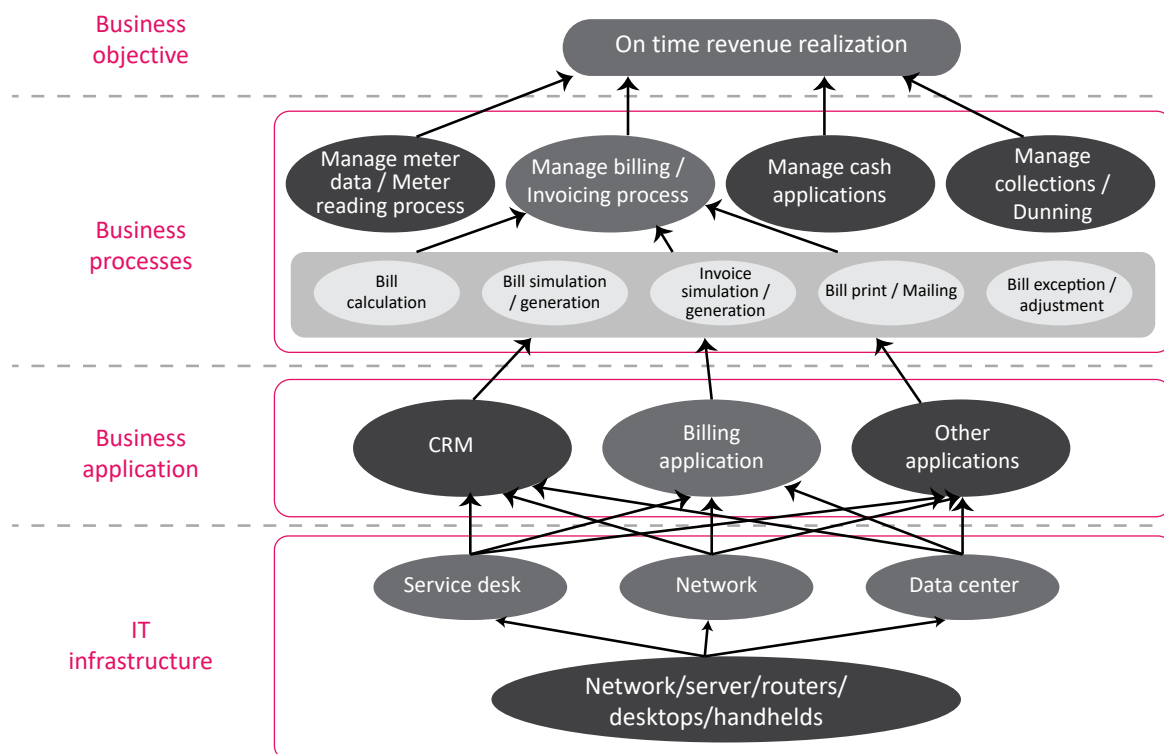 Business
objective
On time revenue realization
Business
processes
Manage meter
data / Meter
reading process
Manage billing /
Invoicing process
Manage cash
applications
Manage
collections /
Dunning
Bill
calculation
Bill simulation
/ generation
Invoice
simulation /
generation
Bill print / Mailing
Bill exception /
adjustment
Business
application
CRM
Billing
application
Other
applications
IT
infrastructure
Service desk
Network
Data center
Network/server/routers/
desktops/handhelds